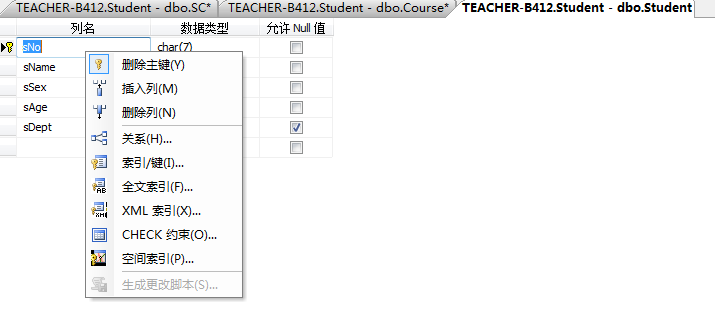 TEACHER-B412.Student - dbo.SC* TEACHER-B412.Student - dbo.Course* TEACHER-B412.Student - dbo.Student
列名 数据类型 允许 Null 值
sNo char(7)
sName
sSex
sAge
sDept
删除主键(Y)
插入列(M)
删除列(N)
关系(H)...
索引/键(I)...
全文索引(F)...
XML 索引(X)...
CHECK 约束(O)...
空间索引(P)...
生成更改脚本(S)...